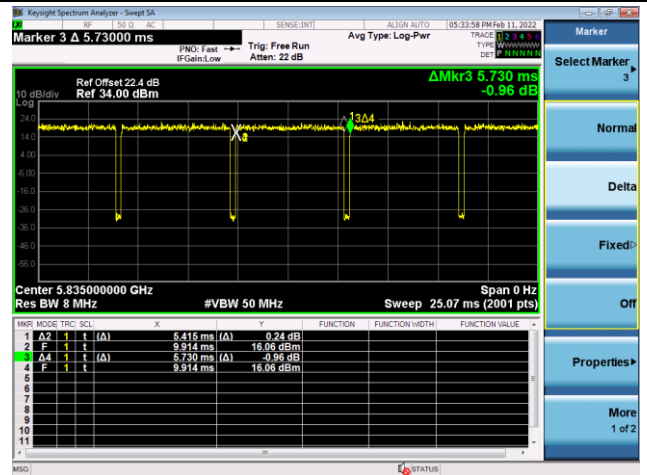 Keysight Spectrum Analyzer - Swept SA
RF 50 Ω AC SENSE:INT ALIGN AUTO 05:33:58 PM Feb 11, 2022
Marker 3 Δ 5.73000 ms
Avg Type: Log-Pwr
TRACE 1 2 3 4 5 6
TYPE WWWWWW
DET P N N N N N
PNO: Fast
IFGain:Low
Trig: Free Run
Atten: 22 dB
ΔMkr3 5.730 ms
-0.96 dB
10 dB/div
Log
Ref Offset 22.4 dB
Ref 34.00 dBm
24.0
14.0
4.00
-6.00
-16.0
-26.0
-36.0
-46.0
-56.0
13Δ4
Center 5.835000000 GHz
Span 0 Hz
Res BW 8 MHz
#VBW 50 MHz
Sweep 25.07 ms (2001 pts)
MKR MODE TRC SCL X Y FUNCTION FUNCTION WIDTH FUNCTION VALUE
1 Δ2 1 t (Δ) 5.415 ms (Δ) 0.24 dB
2 F 1 t 9.914 ms 16.06 dBm
3 Δ4 1 t (Δ) 5.730 ms (Δ) -0.96 dB
4 F 1 t 9.914 ms 16.06 dBm
5
6
7
8
9
10
11
MSG
STATUS
Marker
Select Marker
3
Normal
Delta
Fixed
Off
Properties
More
1 of 2